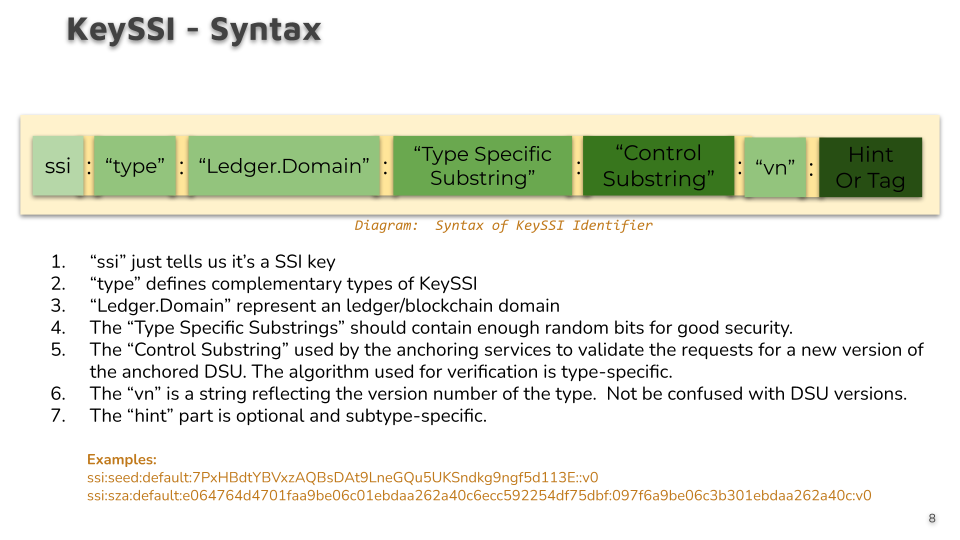 KeySSI - Syntax
ssi : “type” : “Ledger.Domain” : “Type Specific Substring” : “Control Substring” : “vn” : Hint Or Tag
Diagram: Syntax of KeySSI Identifier
1. “ssi” just tells us it’s a SSI key
2. “type” defines complementary types of KeySSI
3. “Ledger.Domain” represent an ledger/blockchain domain
4. The “Type Specific Substrings” should contain enough random bits for good security.
5. The “Control Substring” used by the anchoring services to validate the requests for a new version of
the anchored DSU. The algorithm used for verification is type-specific.
6. The “vn” is a string reflecting the version number of the type. Not be confused with DSU versions.
7. The “hint” part is optional and subtype-specific.
Examples:
ssi:seed:default:7PxHBdtYBVxzAQBsDAt9LneGQu5UKSndkg9ngf5d113E::v0
ssi:sza:default:e064764d4701faa9be06c01ebdaa262a40c6ecc592254df75dbf:097f6a9be06c3b301ebdaa262a40c:v0
8